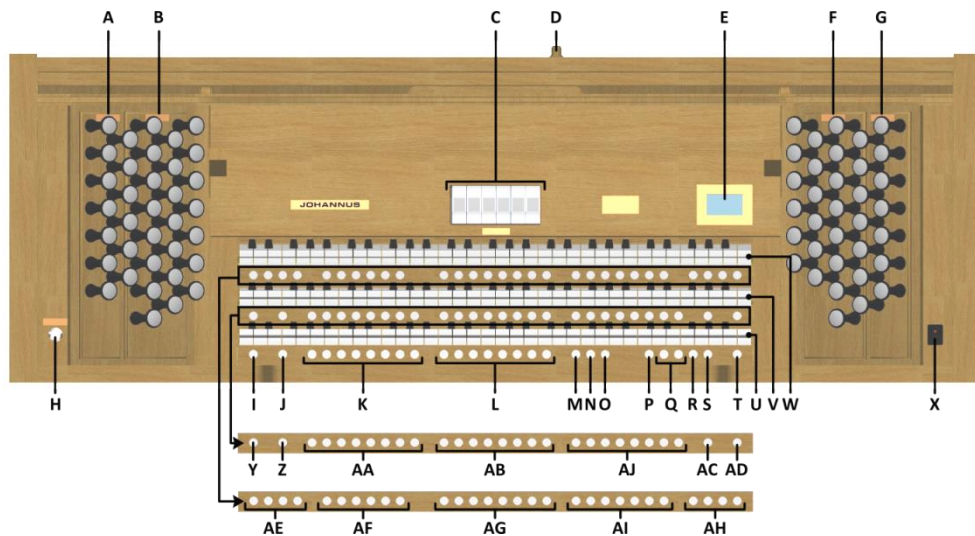 A B C D E F G
JOHANNUS
H I J K L M N O P Q R S T U V W X
Y Z AA AB AJ AC AD
AE AF AG AI AH